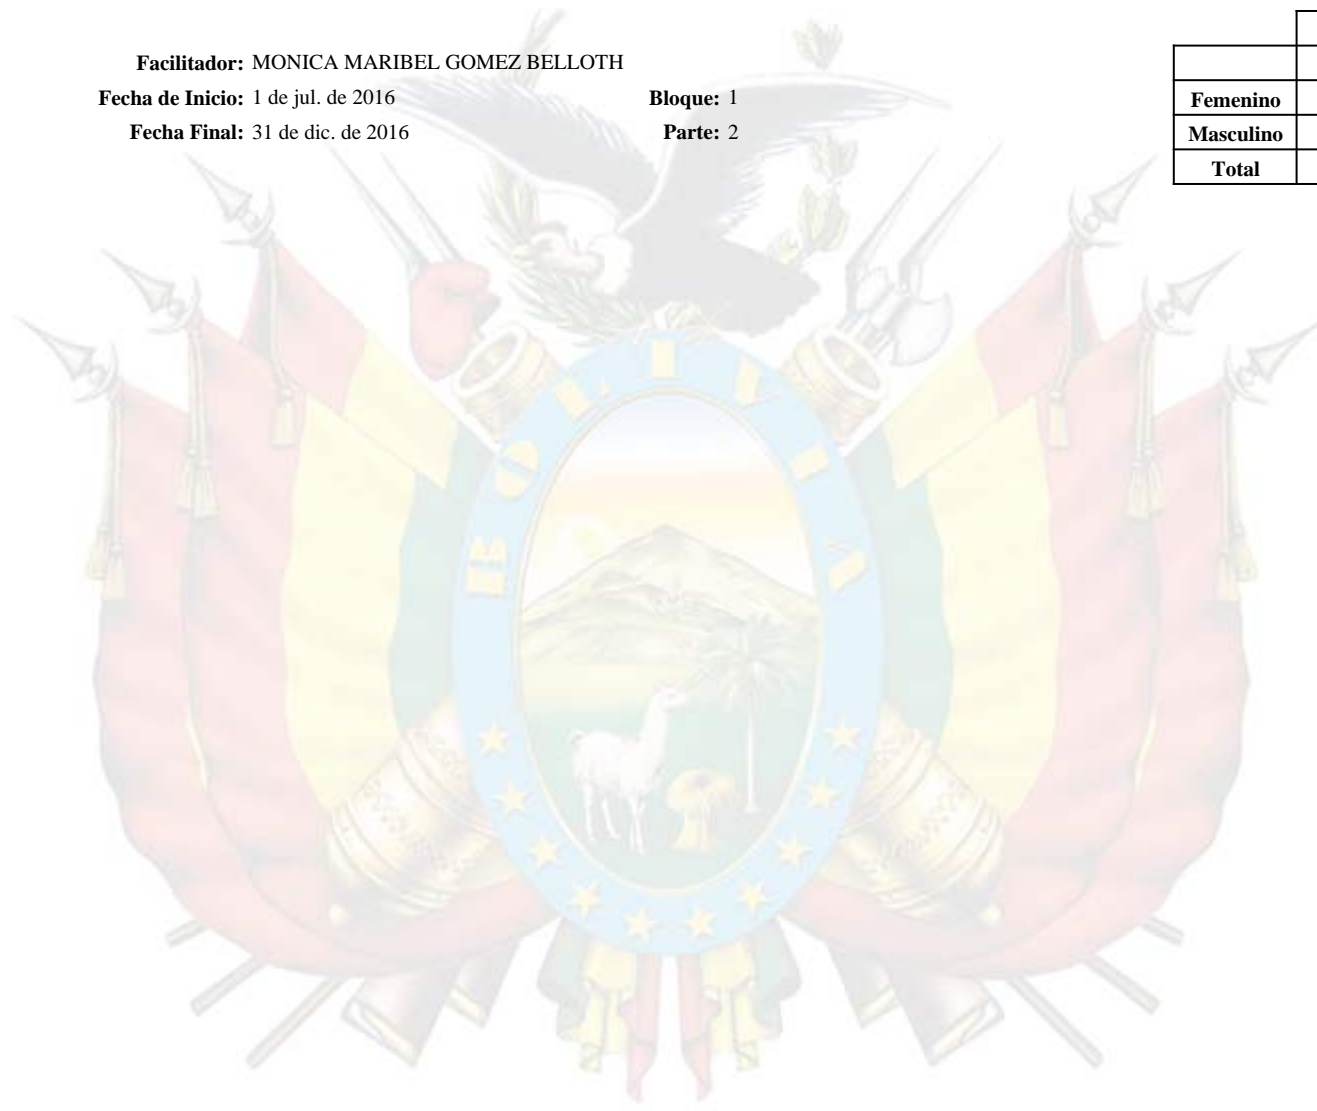 Facilitador: MONICA MARIBEL GOMEZ BELLOTH
Fecha de Inicio: 1 de jul. de 2016 Bloque: 1
Fecha Final: 31 de dic. de 2016 Parte: 2
Femenino
Masculino
Total
BOLIVIA